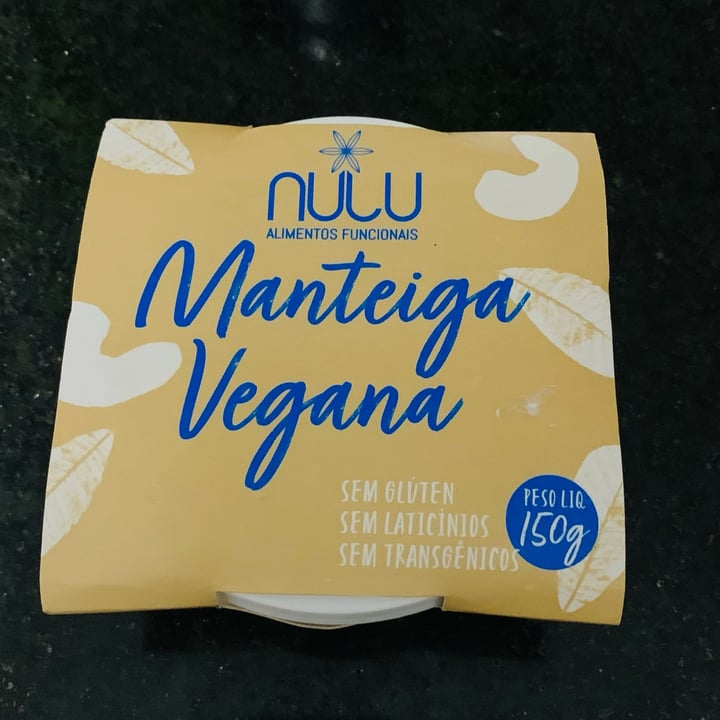 nulu
ALIMENTOS FUNCIONAIS
Manteiga
Vegana
SEM GLÚTEN
SEM LATICÍNIOS
SEM TRANSGÊNICOS
PESO LIQ
150g